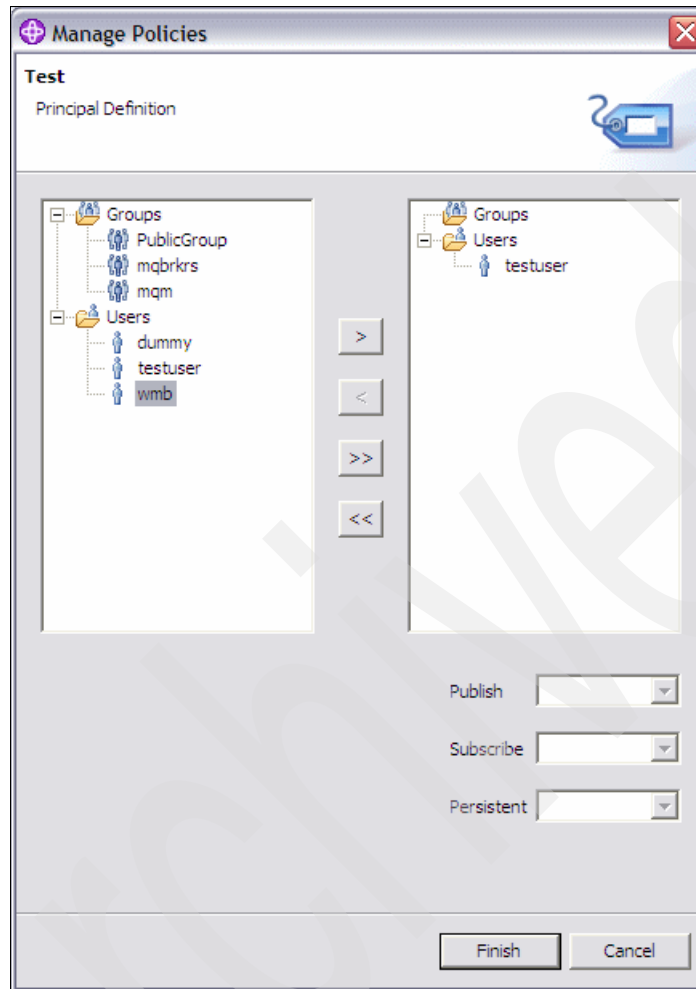 Manage Policies
Test
Principal Definition
Groups
PublicGroup
mqbrkrs
mqm
Users
dummy
testuser
wmb
>
<
>>
<<
Groups
Users
testuser
Publish
Subscribe
Persistent
Finish
Cancel